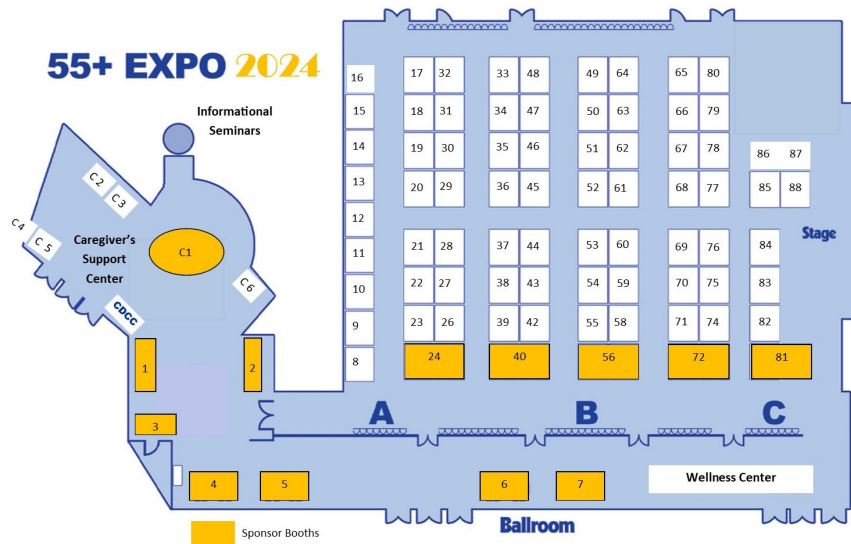 55+ EXPO 2024
Informational
Seminars
C 2
C 3
C 4
C 5
Caregiver's
Support
Center
C1
C 6
CDCC
1
2
3
4
5
6
7
16
15
14
13
12
11
10
9
8
17 32 33 48 49 64 65 80
18 31 34 47 50 63 66 79
19 30 35 46 51 62 67 78
20 29 36 45 52 61 68 77
86 87
85 88
Stage
21 28 37 44 53 60 69 76 84
22 27 38 43 54 59 70 75 83
23 26 39 42 55 58 71 74 82
24 40 56 72 81
A B C
Wellness Center
Ballroom
Sponsor Booths